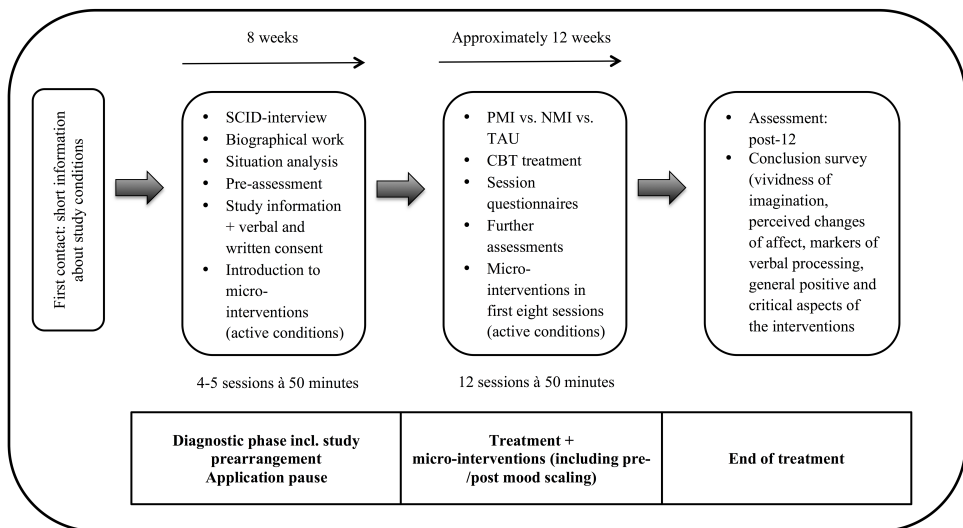 8 weeks
Approximately 12 weeks
First contact: short information
about study conditions
• SCID-interview
• Biographical work
• Situation analysis
• Pre-assessment
• Study information
+ verbal and
written consent
• Introduction to
micro-
interventions
(active conditions)
• PMI vs. NMI vs.
TAU
• CBT treatment
• Session
questionnaires
• Further
assessments
• Micro-
interventions in
first eight sessions
(active conditions)
• Assessment:
post-12
• Conclusion survey
(vividness of
imagination,
perceived changes
of affect, markers of
verbal processing,
general positive and
critical aspects of
the interventions
4-5 sessions à 50 minutes
12 sessions à 50 minutes
Diagnostic phase incl. study
prearrangement
Application pause
Treatment +
micro-interventions (including pre-
/post mood scaling)
End of treatment